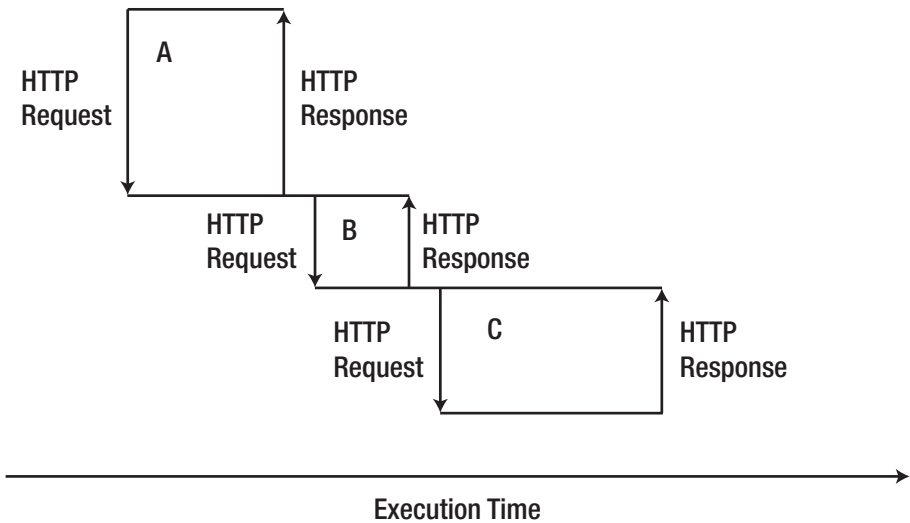 A
HTTP
Request
HTTP
Response
HTTP
Request
B
HTTP
Response
HTTP
Request
C
HTTP
Response
Execution Time